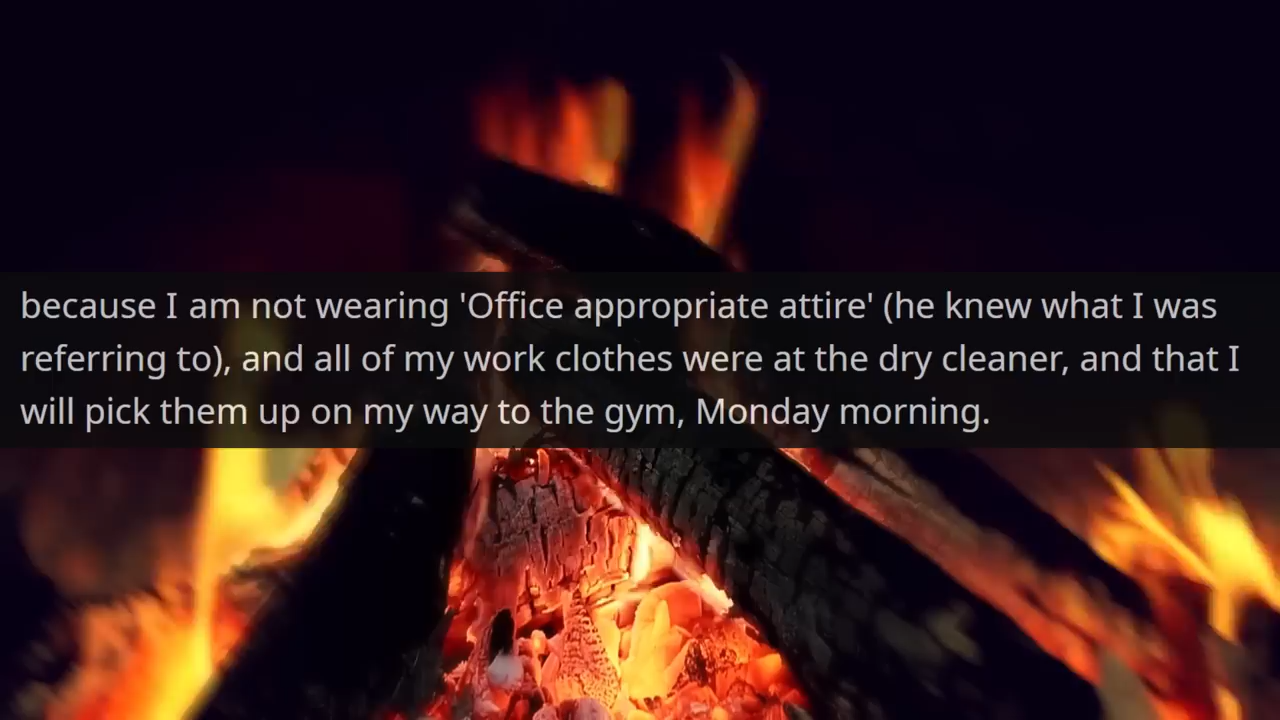 because I am not wearing 'Office appropriate attire' (he knew what I was
referring to), and all of my work clothes were at the dry cleaner, and that I
will pick them up on my way to the gym, Monday morning.